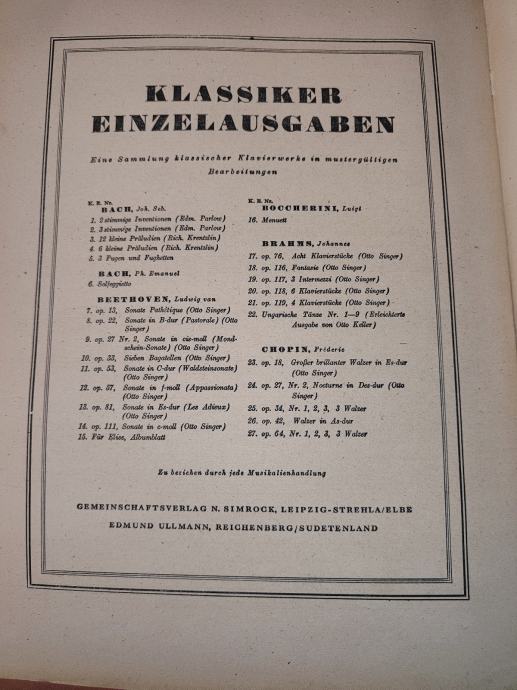 KLASSIKER
EINZELAUSGABEN
Eine Sammlung klassischer Klavierwerke in mustergültigen
Bearbeitungen
K. E. Nr.
BACH, Joh. Seb.
1. 2 stimmige Inventionen (Edm. Parlow)
2. 3 stimmige Inventionen (Edm. Parlow)
3. 12 kleine Präludien (Rich. Krentzlin)
4. 6 kleine Präludien (Rich. Krentzlin)
5. 3 Fugen und Fughetten
BACH, Ph. Emanuel
6. Solfeggietto
BEETHOVEN, Ludwig van
7. op. 13, Sonate Pathétique (Otto Singer)
8. op. 22, Sonate in B-dur (Pastorale) (Otto
Singer)
9. op. 27 Nr. 2, Sonate in cis-moll (Mond-
schein-Sonate) (Otto Singer)
10. op. 33, Sieben Bagatellen (Otto Singer)
11. op. 53, Sonate in C-dur (Waldsteinsonate)
(Otto Singer)
12. op. 57, Sonate in f-moll (Appassionata)
(Otto Singer)
13. op. 81, Sonate in Es-dur (Les Adieux)
(Otto Singer)
14. op. 111, Sonate in c-moll (Otto Singer)
15. Für Elise, Albumblatt
K. E. Nr.
BOCCHERINI, Luigi
16. Menuett
BRAHMS, Johannes
17. op. 76, Acht Klavierstücke (Otto Singer)
18. op. 116, Fantasie (Otto Singer)
19. op. 117, 3 Intermezzi (Otto Singer)
20. op. 118, 6 Klavierstücke (Otto Singer)
21. op. 119, 4 Klavierstücke (Otto Singer)
22. Ungarische Tänze Nr. 1—9 (Erleichterte
Ausgabe von Otto Keller)
CHOPIN, Fréderic
23. op. 18, Großer brillanter Walzer in Es-dur
(Otto Singer)
24. op. 27, Nr. 2, Nocturne in Des-dur (Otto
Singer)
25. op. 34, Nr. 1, 2, 3, 3 Walzer
26. op. 42, Walzer in As-dur
27. op. 64, Nr. 1, 2, 3, 3 Walzer
Zu beziehen durch jede Musikalienhandlung
GEMEINSCHAFTSVERLAG N. SIMROCK, LEIPZIG-STREHLA/ELBE
EDMUND ULLMANN, REICHENBERG/SUDETENLAND